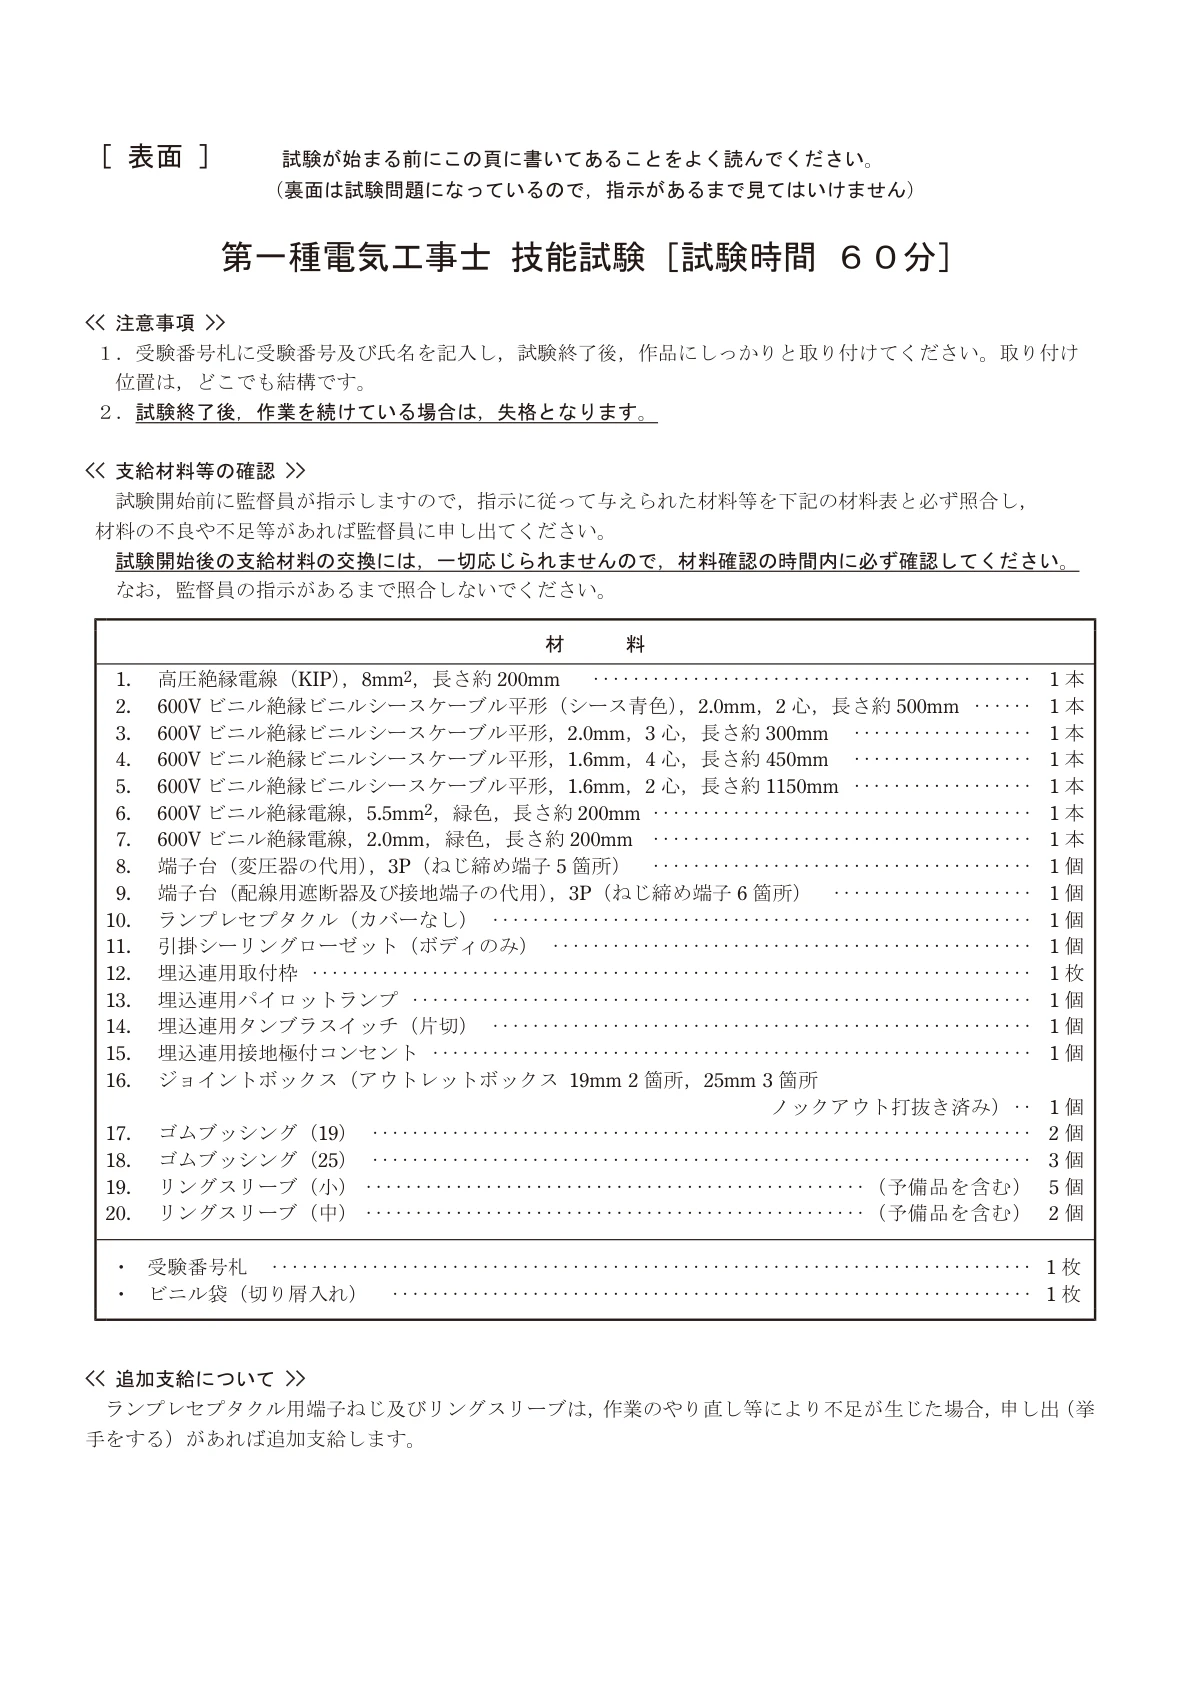 [ 表面 ]
試験が始まる前にこの頁に書いてあることをよく読んでください。
（裏面は試験問題になっているので，指示があるまで見てはいけません）
第一種電気工事士 技能試験［試験時間 ６０分］
<< 注意事項 >>
１．受験番号札に受験番号及び氏名を記入し，試験終了後，作品にしっかりと取り付けてください。取り付け
位置は，どこでも結構です。
２．試験終了後，作業を続けている場合は，失格となります。
<< 支給材料等の確認 >>
試験開始前に監督員が指示しますので，指示に従って与えられた材料等を下記の材料表と必ず照合し，
材料の不良や不足等があれば監督員に申し出てください。
試験開始後の支給材料の交換には，一切応じられませんので，材料確認の時間内に必ず確認してください。
なお，監督員の指示があるまで照合しないでください。
材 料
1. 高圧絶縁電線（KIP），8mm²，長さ約 200mm ‥‥‥‥‥‥‥‥‥‥ 1 本
2. 600V ビニル絶縁ビニルシースケーブル平形（シース青色），2.0mm，2 心，長さ約 500mm ‥‥‥ 1 本
3. 600V ビニル絶縁ビニルシースケーブル平形，2.0mm，3 心，長さ約 300mm ‥‥‥‥‥‥ 1 本
4. 600V ビニル絶縁ビニルシースケーブル平形，1.6mm，4 心，長さ約 450mm ‥‥‥‥‥‥ 1 本
5. 600V ビニル絶縁ビニルシースケーブル平形，1.6mm，2 心，長さ約 1150mm ‥‥‥‥‥‥ 1 本
6. 600V ビニル絶縁電線，5.5mm²，緑色，長さ約 200mm ‥‥‥‥‥‥‥‥‥‥ 1 本
7. 600V ビニル絶縁電線，2.0mm，緑色，長さ約 200mm ‥‥‥‥‥‥‥‥‥‥ 1 本
8. 端子台（変圧器の代用），3P（ねじ締め端子 5 箇所） ‥‥‥‥‥‥‥‥‥‥ 1 個
9. 端子台（配線用遮断器及び接地端子の代用），3P（ねじ締め端子 6 箇所） ‥‥‥‥‥‥ 1 個
10. ランプレセプタクル（カバーなし） ‥‥‥‥‥‥‥‥‥‥ 1 個
11. 引掛シーリングローゼット（ボディのみ） ‥‥‥‥‥‥‥‥‥‥ 1 個
12. 埋込連用取付枠 ‥‥‥‥‥‥‥‥‥‥ 1 枚
13. 埋込連用パイロットランプ ‥‥‥‥‥‥‥‥‥‥ 1 個
14. 埋込連用タンブラスイッチ（片切） ‥‥‥‥‥‥‥‥‥‥ 1 個
15. 埋込連用接地極付コンセント ‥‥‥‥‥‥‥‥‥‥ 1 個
16. ジョイントボックス（アウトレットボックス 19mm 2 箇所，25mm 3 箇所
ノックアウト打抜き済み） ‥ 1 個
17. ゴムブッシング（19） ‥‥‥‥‥‥‥‥‥‥ 2 個
18. ゴムブッシング（25） ‥‥‥‥‥‥‥‥‥‥ 3 個
19. リングスリーブ（小） ‥‥‥‥‥‥‥‥‥‥（予備品を含む） 5 個
20. リングスリーブ（中） ‥‥‥‥‥‥‥‥‥‥（予備品を含む） 2 個
・ 受験番号札 ‥‥‥‥‥‥‥‥‥‥ 1 枚
・ ビニル袋（切り屑入れ） ‥‥‥‥‥‥‥‥‥‥ 1 枚
<< 追加支給について >>
ランプレセプタクル用端子ねじ及びリングスリーブは，作業のやり直し等により不足が生じた場合，申し出（挙
手をする）があれば追加支給します。